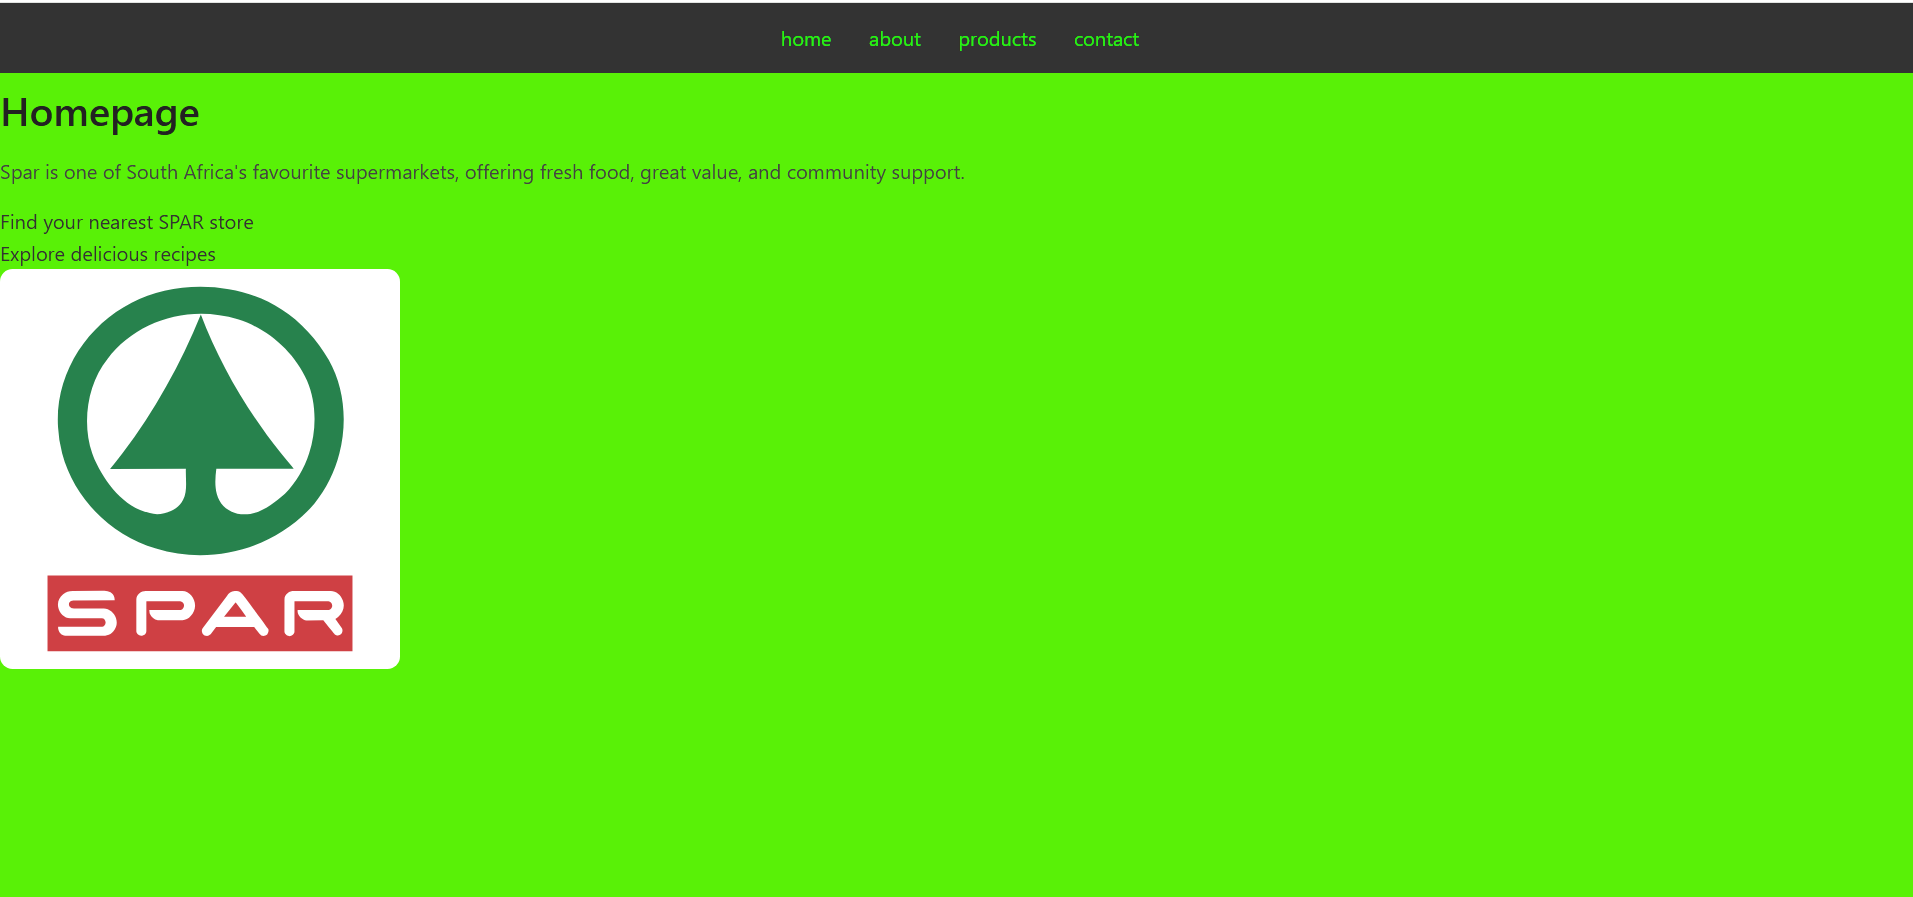 home about products contact
Homepage
Spar is one of South Africa's favourite supermarkets, offering fresh food, great value, and community support.
Find your nearest SPAR store
Explore delicious recipes
SPAR